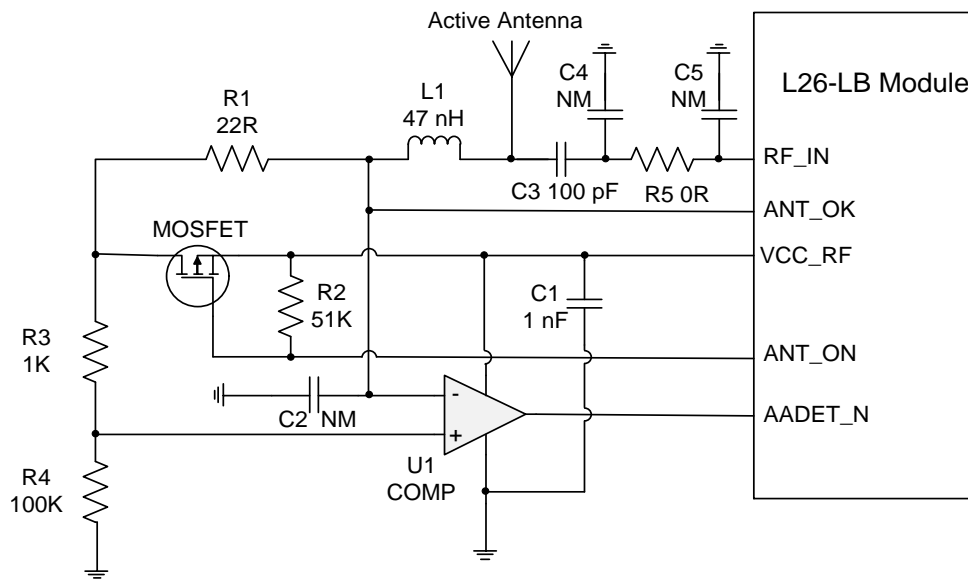 Active Antenna
C4
NM
C5
NM
L26-LB Module
R1
22R
L1
47 nH
RF_IN
C3 100 pF
R5 0R
ANT_OK
MOSFET
VCC_RF
R2
51K
C1
1 nF
R3
1K
ANT_ON
-
C2 NM
AADET_N
+
U1
COMP
R4
100K